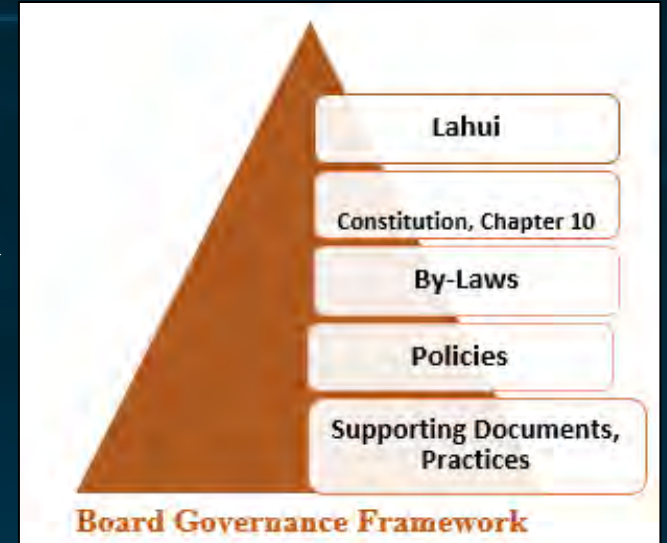 Lahui
Constitution, Chapter 10
By-Laws
Policies
Supporting Documents,
Practices
Board Governance Framework